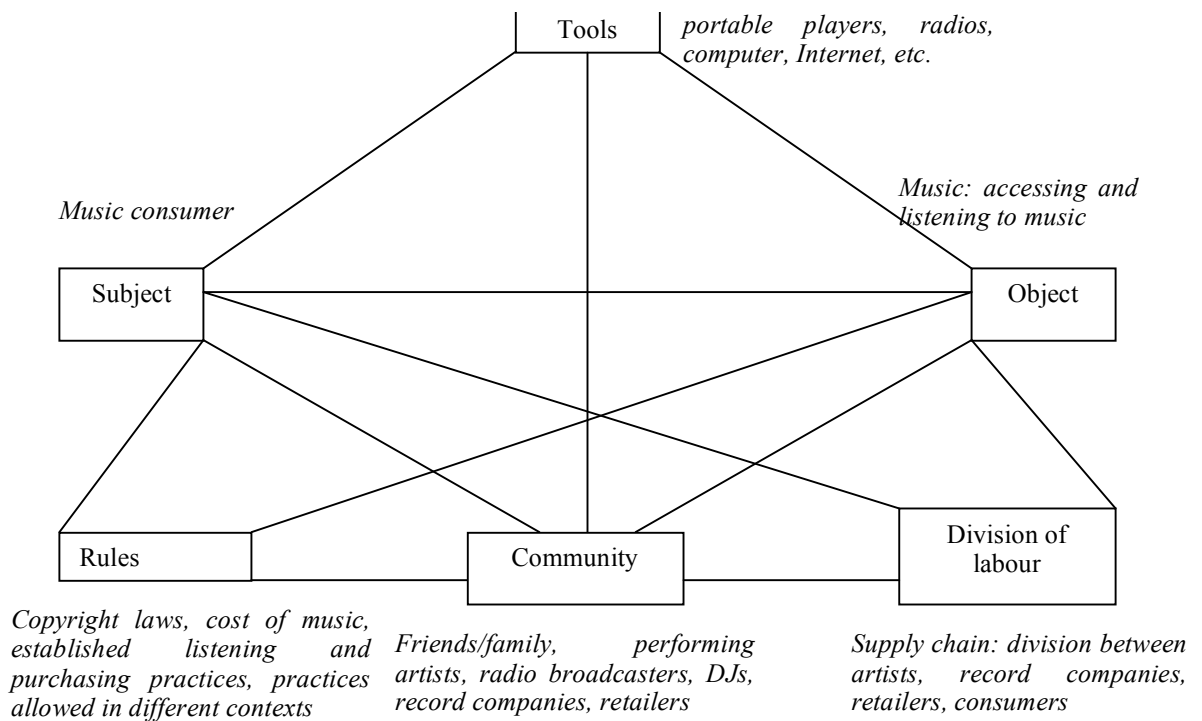 Tools
portable players, radios,
computer, Internet, etc.
Music consumer
Music: accessing and
listening to music
Subject
Object
Rules
Community
Division of
labour
Copyright laws, cost of music,
established listening and
purchasing practices, practices
allowed in different contexts
Friends/family, performing
artists, radio broadcasters, DJs,
record companies, retailers
Supply chain: division between
artists, record companies,
retailers, consumers